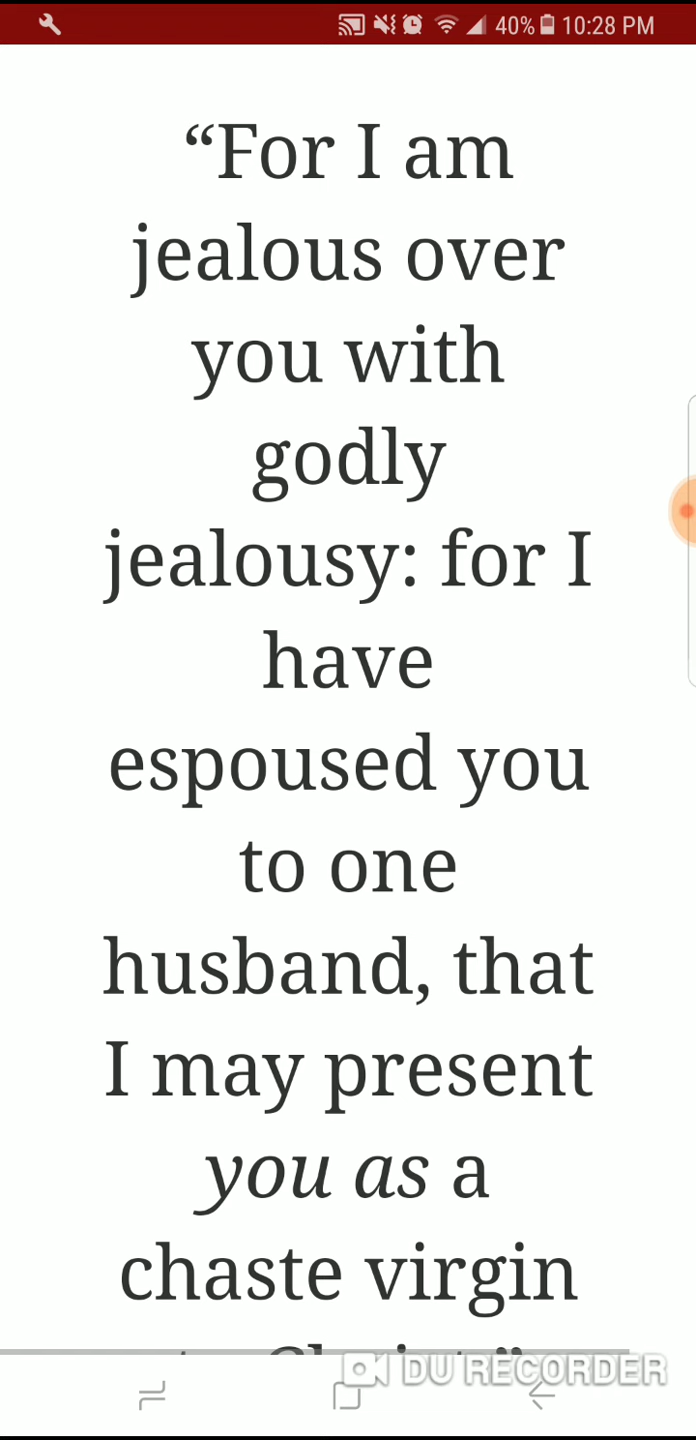 40% 10:28 PM
“For I am
jealous over
you with
godly
jealousy: for I
have
espoused you
to one
husband, that
I may present
you as a
chaste virgin
DU RECORDER